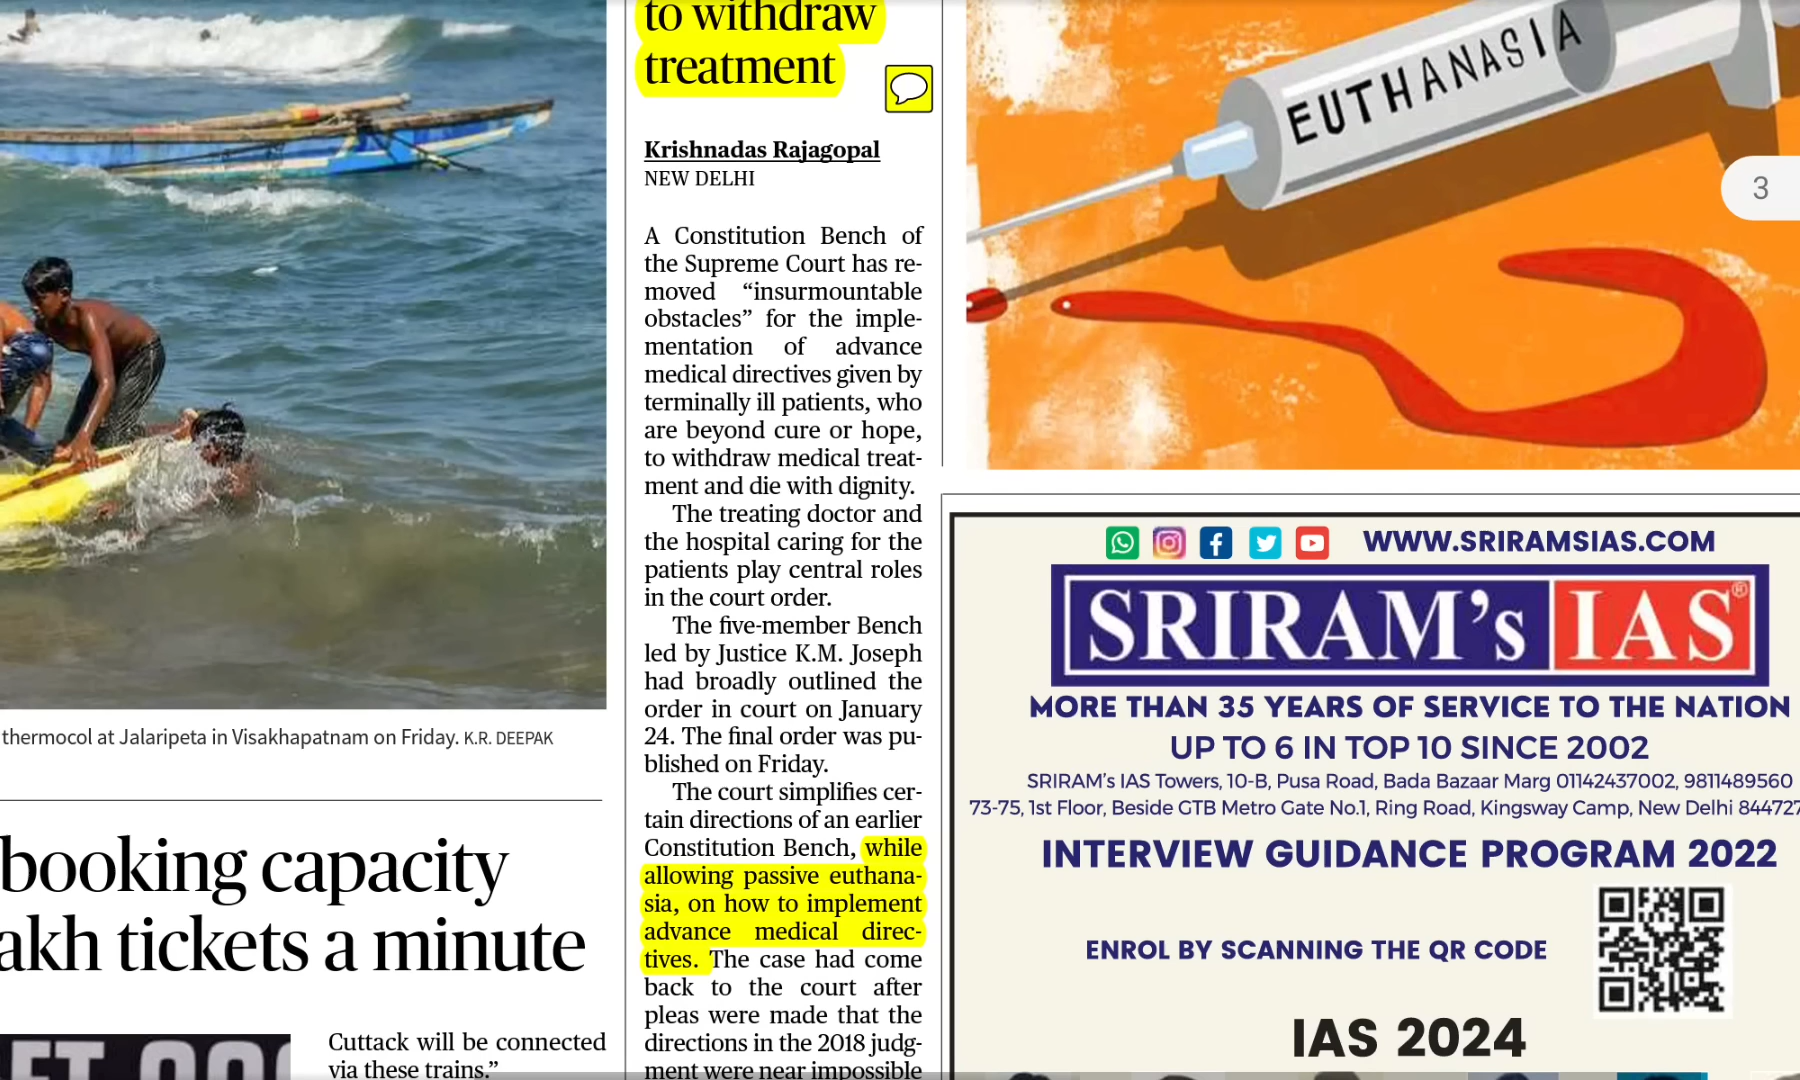 thermocol at Jalaripeta in Visakhapatnam on Friday. K.R. DEEPAK
booking capacity
akh tickets a minute
Cuttack will be connected
via these trains.”
to withdraw
treatment
Krishnadas Rajagopal
NEW DELHI
A Constitution Bench of
the Supreme Court has re-
moved “insurmountable
obstacles” for the imple-
mentation of advance
medical directives given by
terminally ill patients, who
are beyond cure or hope,
to withdraw medical treat-
ment and die with dignity.
The treating doctor and
the hospital caring for the
patients play central roles
in the court order.
The five-member Bench
led by Justice K.M. Joseph
had broadly outlined the
order in court on January
24. The final order was pu-
blished on Friday.
The court simplifies cer-
tain directions of an earlier
Constitution Bench, while
allowing passive euthana-
sia, on how to implement
advance medical direc-
tives. The case had come
back to the court after
pleas were made that the
directions in the 2018 judg-
ment were near impossible
EUTHANASIA
3
WWW.SRIRAMSIAS.COM
SRIRAM's IAS®
MORE THAN 35 YEARS OF SERVICE TO THE NATION
UP TO 6 IN TOP 10 SINCE 2002
SRIRAM's IAS Towers, 10-B, Pusa Road, Bada Bazaar Marg 01142437002, 9811489560
73-75, 1st Floor, Beside GTB Metro Gate No.1, Ring Road, Kingsway Camp, New Delhi 844727
INTERVIEW GUIDANCE PROGRAM 2022
ENROL BY SCANNING THE QR CODE
IAS 2024